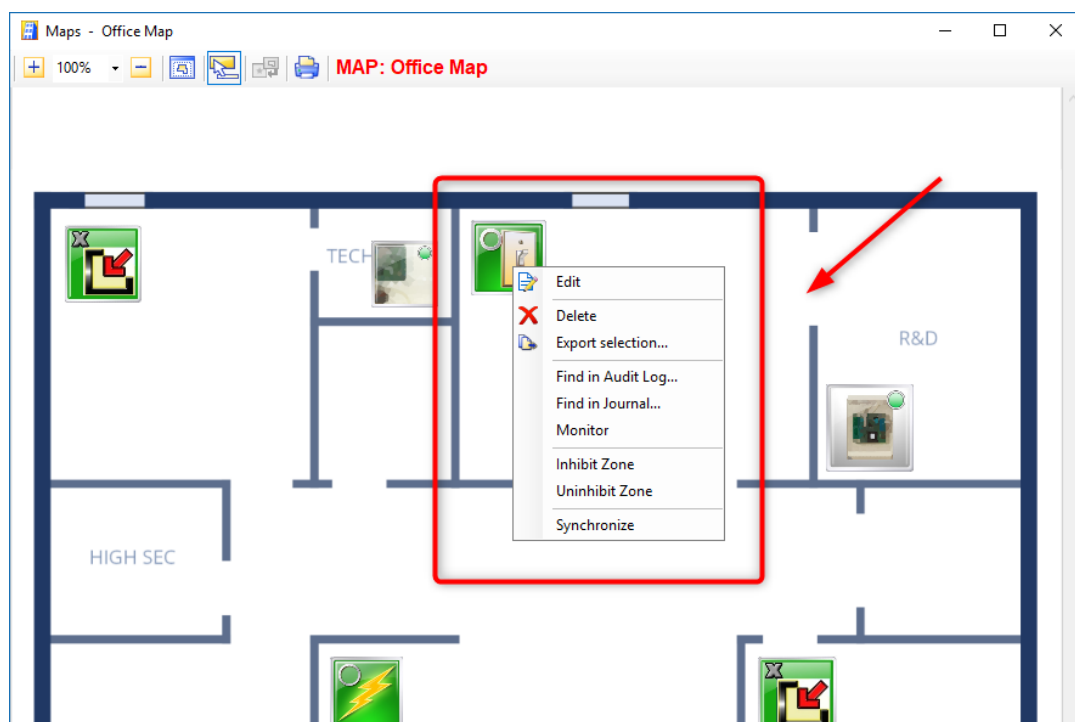 Maps - Office Map
100%
MAP: Office Map
TECH
Edit
Delete
Export selection...
Find in Audit Log...
Find in Journal...
Monitor
Inhibit Zone
Uninhibit Zone
Synchronize
R&D
HIGH SEC